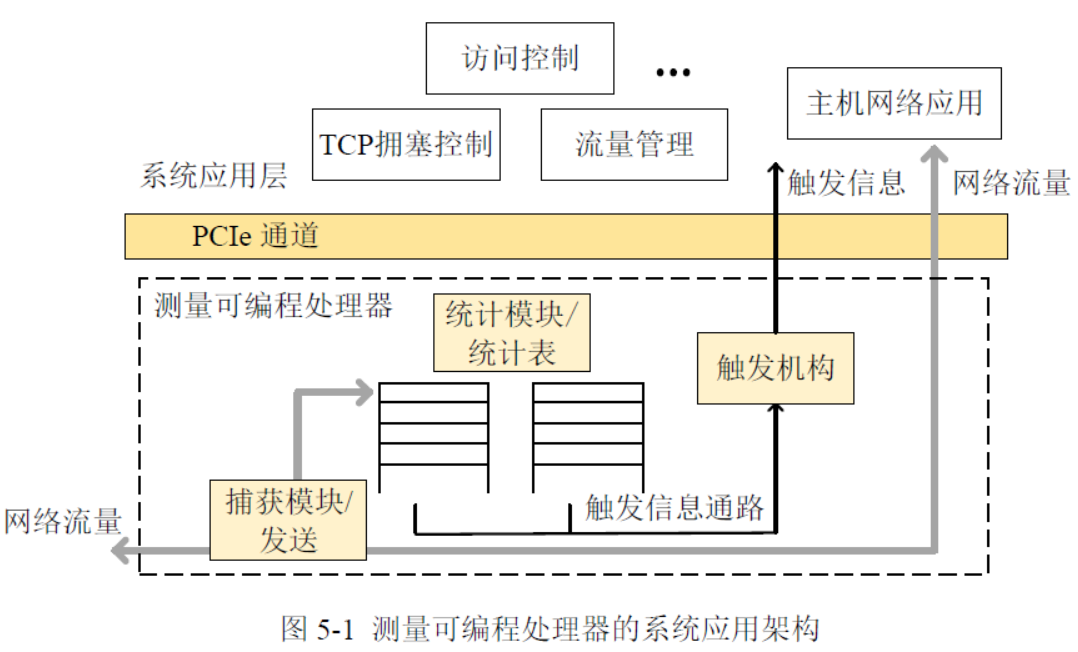 访问控制
...
主机网络应用
TCP拥塞控制
流量管理
系统应用层
触发信息
网络流量
PCIe 通道
测量可编程处理器
统计模块/
统计表
触发机构
捕获模块/
发送
触发信息通路
网络流量
图 5-1 测量可编程处理器的系统应用架构